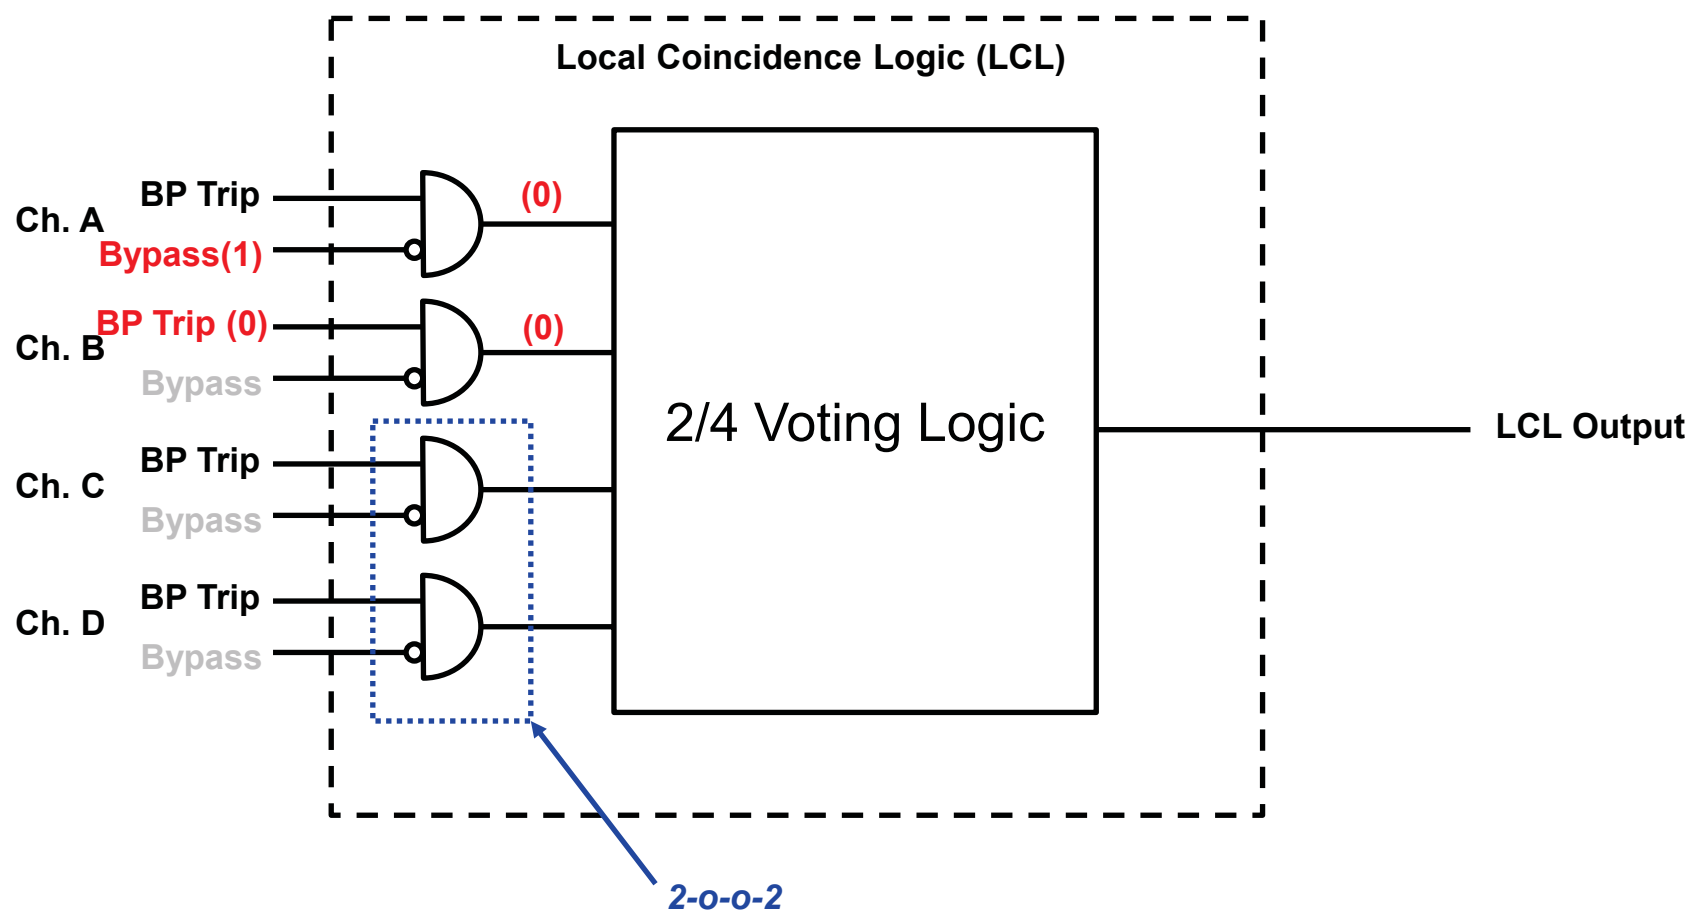 Local Coincidence Logic (LCL)
BP Trip
(0)
Ch. A
Bypass(1)
BP Trip (0)
(0)
Ch. B
Bypass
2/4 Voting Logic
LCL Output
BP Trip
Ch. C
Bypass
BP Trip
Ch. D
Bypass
2-o-o-2